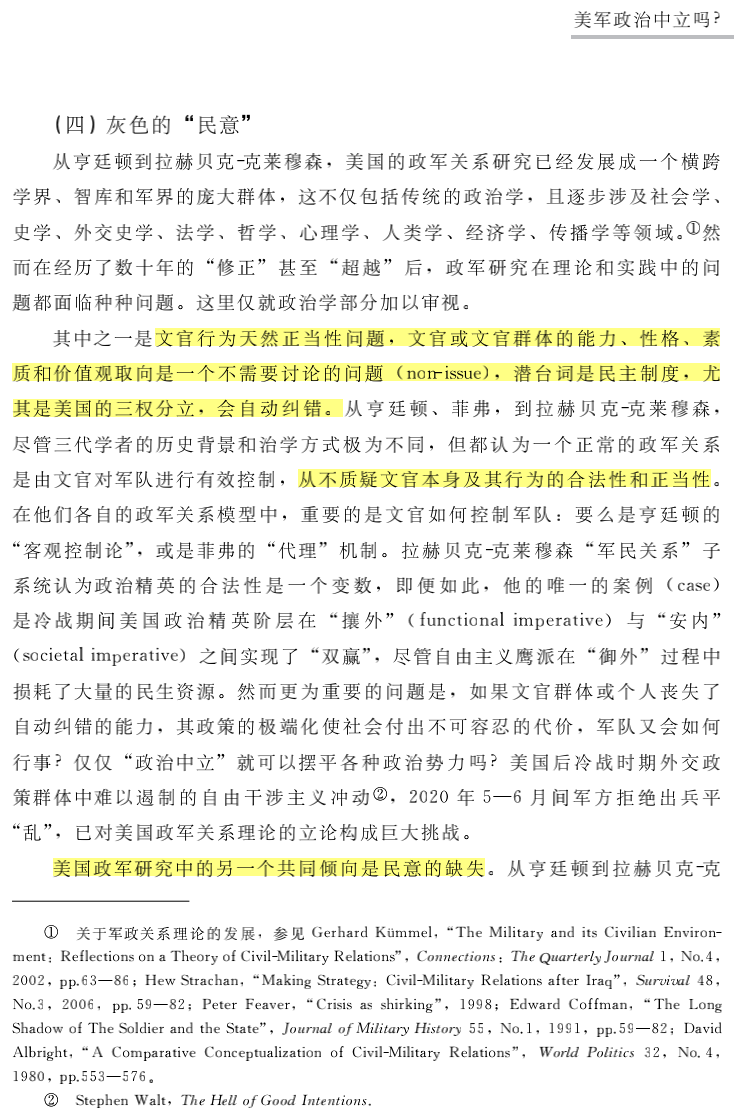 美军政治中立吗?
(四) 灰色的“民意”
从亨廷顿到拉赫贝克-克莱穆森，美国的政军关系研究已经发展成一个横跨
学界、智库和军界的庞大群体，这不仅包括传统的政治学，且逐步涉及社会学、
史学、外交史学、法学、哲学、心理学、人类学、经济学、传播学等领域。①然
而在经历了数十年的“修正”甚至“超越”后，政军研究在理论和实践中的问
题都面临种种问题。这里仅就政治学部分加以审视。
其中之一是文官行为天然正当性问题，文官或文官群体的能力、性格、素
质和价值观取向是一个不需要讨论的问题（non-issue），潜台词是民主制度，尤
其是美国的三权分立，会自动纠错。从亨廷顿、菲弗，到拉赫贝克-克莱穆森，
尽管三代学者的历史背景和治学方式极为不同，但都认为一个正常的政军关系
是由文官对军队进行有效控制，从不质疑文官本身及其行为的合法性和正当性。
在他们各自的政军关系模型中，重要的是文官如何控制军队：要么是亨廷顿的
“客观控制论”，或是菲弗的“代理”机制。拉赫贝克-克莱穆森“军民关系”子
系统认为政治精英的合法性是一个变数，即便如此，他的唯一的案例（case）
是冷战期间美国政治精英阶层在“攘外”（functional imperative）与“安内”
（societal imperative）之间实现了“双赢”，尽管自由主义鹰派在“御外”过程中
损耗了大量的民生资源。然而更为重要的问题是，如果文官群体或个人丧失了
自动纠错的能力，其政策的极端化使社会付出不可容忍的代价，军队又会如何
行事？仅仅“政治中立”就可以摆平各种政治势力吗？美国后冷战时期外交政
策群体中难以遏制的自由干涉主义冲动②，2020 年 5—6 月间军方拒绝出兵平
“乱”，已对美国政军关系理论的立论构成巨大挑战。
美国政军研究中的另一个共同倾向是民意的缺失。从亨廷顿到拉赫贝克-克
① 关于军政关系理论的发展，参见 Gerhard Kümmel, “The Military and its Civilian Environ-
ment: Reflections on a Theory of Civil-Military Relations”, Connections: The Quarterly Journal 1, No.4,
2002, pp.63—86; Hew Strachan, “Making Strategy: Civil-Military Relations after Iraq”, Survival 48,
No.3, 2006, pp. 59—82; Peter Feaver, “Crisis as shirking”, 1998; Edward Coffman, “The Long
Shadow of The Soldier and the State”, Journal of Military History 55, No.1, 1991, pp.59—82; David
Albright, “A Comparative Conceptualization of Civil-Military Relations”, World Politics 32, No. 4,
1980, pp.553—576。
② Stephen Walt, The Hell of Good Intentions.